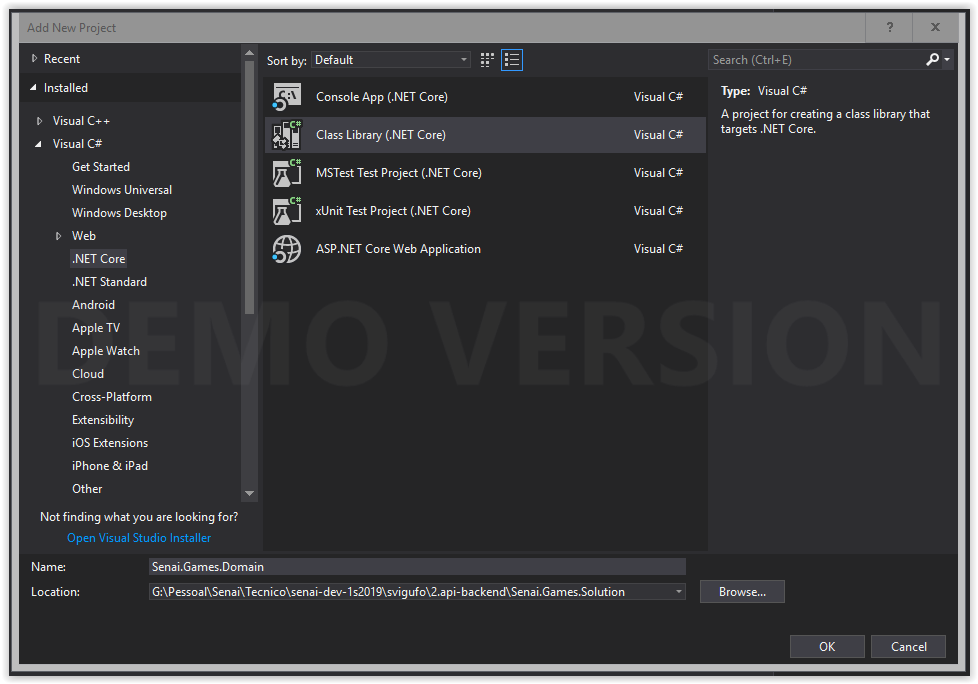 Add New Project
?
Recent
Installed
Visual C++
Visual C#
Get Started
Windows Universal
Windows Desktop
Web
.NET Core
.NET Standard
Android
Apple TV
Apple Watch
Cloud
Cross-Platform
Extensibility
iOS Extensions
iPhone & iPad
Other
Not finding what you are looking for?
Open Visual Studio Installer
Sort by: Default
C:\
Console App (.NET Core) Visual C#
C#
Class Library (.NET Core) Visual C#
C#
MSTest Test Project (.NET Core) Visual C#
C#
xUnit Test Project (.NET Core) Visual C#
ASP.NET Core Web Application Visual C#
Search (Ctrl+E)
Type: Visual C#
A project for creating a class library that
targets .NET Core.
DEMO VERSION
Name: Senai.Games.Domain
Location: G:\Pessoal\Senai\Tecnico\senai-dev-1s2019\svigufo\2.api-backend\Senai.Games.Solution
Browse...
OK Cancel